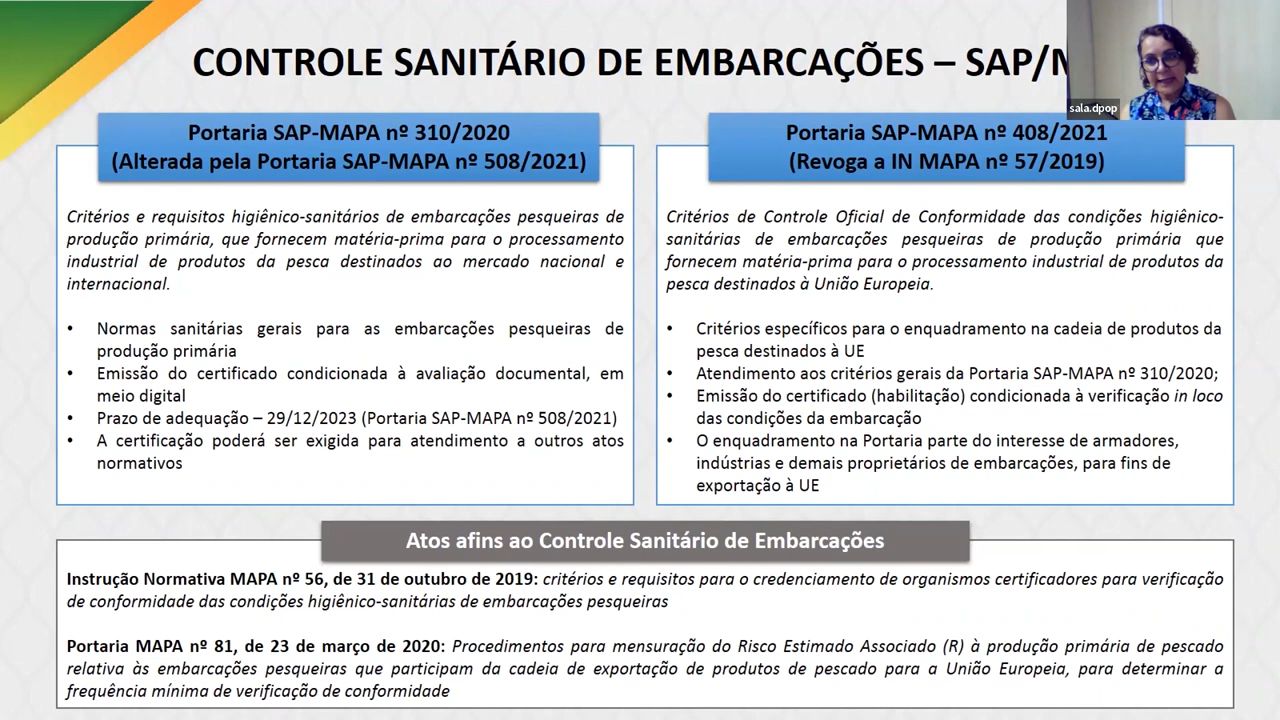 CONTROLE SANITÁRIO DE EMBARCAÇÕES – SAP/M
sala.dpop
Portaria SAP-MAPA nº 310/2020
(Alterada pela Portaria SAP-MAPA nº 508/2021)
Critérios e requisitos higiênico-sanitários de embarcações pesqueiras de
produção primária, que fornecem matéria-prima para o processamento
industrial de produtos da pesca destinados ao mercado nacional e
internacional.
• Normas sanitárias gerais para as embarcações pesqueiras de
produção primária
• Emissão do certificado condicionada à avaliação documental, em
meio digital
• Prazo de adequação – 29/12/2023 (Portaria SAP-MAPA nº 508/2021)
• A certificação poderá ser exigida para atendimento a outros atos
normativos
Portaria SAP-MAPA nº 408/2021
(Revoga a IN MAPA nº 57/2019)
Critérios de Controle Oficial de Conformidade das condições higiênico-
sanitárias de embarcações pesqueiras de produção primária que
fornecem matéria-prima para o processamento industrial de produtos da
pesca destinados à União Europeia.
• Critérios específicos para o enquadramento na cadeia de produtos da
pesca destinados à UE
• Atendimento aos critérios gerais da Portaria SAP-MAPA nº 310/2020;
• Emissão do certificado (habilitação) condicionada à verificação in loco
das condições da embarcação
• O enquadramento na Portaria parte do interesse de armadores,
indústrias e demais proprietários de embarcações, para fins de
exportação à UE
Atos afins ao Controle Sanitário de Embarcações
Instrução Normativa MAPA nº 56, de 31 de outubro de 2019: critérios e requisitos para o credenciamento de organismos certificadores para verificação
de conformidade das condições higiênico-sanitárias de embarcações pesqueiras
Portaria MAPA nº 81, de 23 de março de 2020: Procedimentos para mensuração do Risco Estimado Associado (R) à produção primária de pescado
relativa às embarcações pesqueiras que participam da cadeia de exportação de produtos de pescado para a União Europeia, para determinar a
frequência mínima de verificação de conformidade